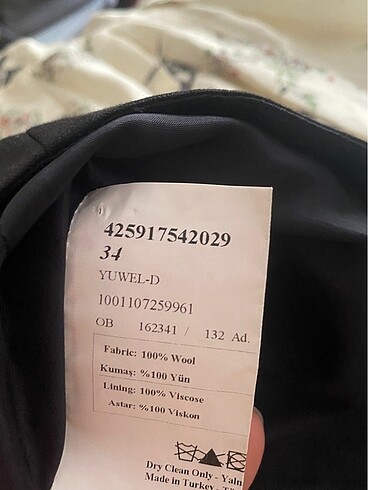 425917542029
34
YUWEL-D
1001107259961
OB 162341 / 132 Ad.
Fabric: 100% Wool
Kumaş: %100 Yün
Lining: 100% Viscose
Astar: %100 Viskon
Dry Clean Only - Yaln
Made in Turkey - T